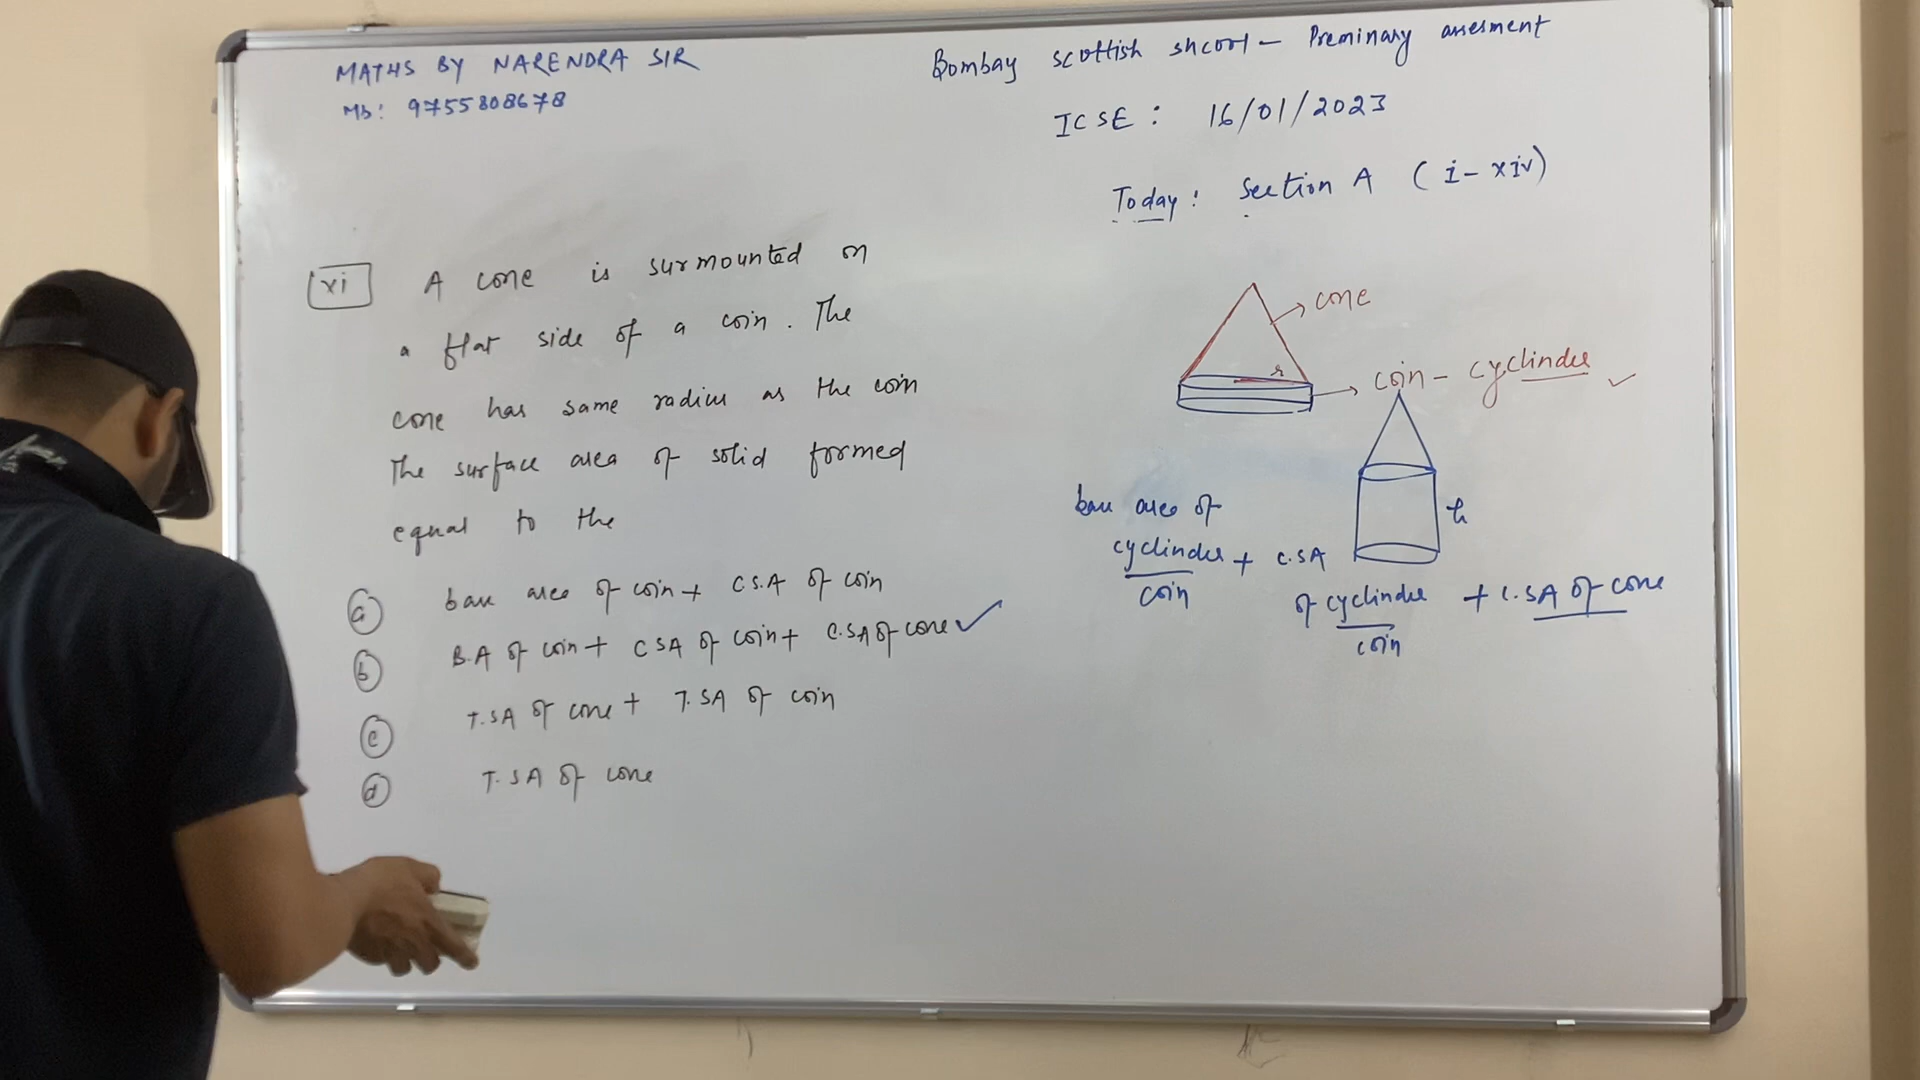 MATHS BY NARENDRA SIR
Mb: 9755808678
Bombay scottish shcool - Preminary assesment
ICSE: 16/01/2023
Today: Section A (i - xiv)
xi A cone is surmounted on
a flat side of a coin. The
cone has same radius as the coin
The surface area of solid formed
equal to the
a base area of coin + C.S.A of coin
b B.A of coin + CSA of coin + C.SA of cone ✓
c T.SA of cone + T.SA of coin
d T.SA of cone
cone
r
coin - cyclinder ✓
h
base area of
cyclinder + C.SA
coin
of cyclinder + C.SA of cone
coin